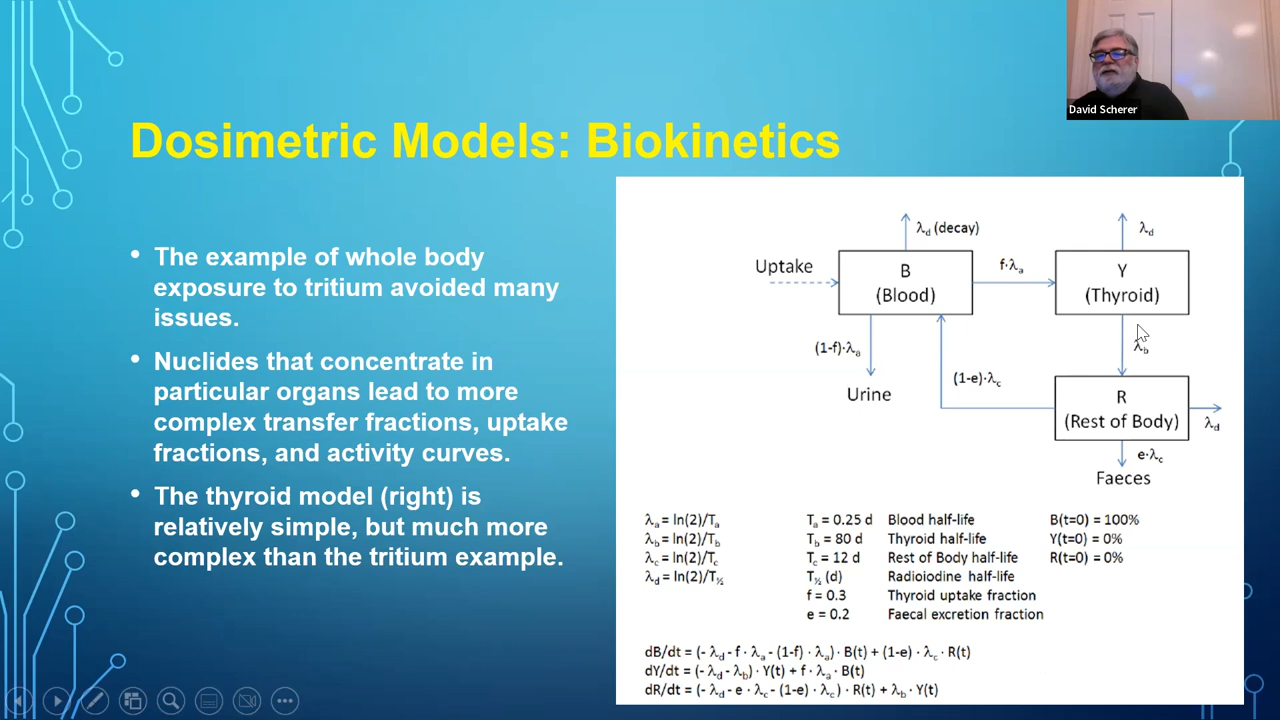 David Scherer
Dosimetric Models: Biokinetics
• The example of whole body
exposure to tritium avoided many
issues.
• Nuclides that concentrate in
particular organs lead to more
complex transfer fractions, uptake
fractions, and activity curves.
• The thyroid model (right) is
relatively simple, but much more
complex than the tritium example.
λd (decay)
λd
Uptake
B
(Blood)
f·λa
Y
(Thyroid)
(1-f)·λa
λb
Urine
(1-e)·λc
R
(Rest of Body)
λd
e·λc
Faeces
λa = ln(2)/Ta Ta = 0.25 d Blood half-life B(t=0) = 100%
λb = ln(2)/Tb Tb = 80 d Thyroid half-life Y(t=0) = 0%
λc = ln(2)/Tc Tc = 12 d Rest of Body half-life R(t=0) = 0%
λd = ln(2)/T½ T½ (d) Radioiodine half-life
f = 0.3 Thyroid uptake fraction
e = 0.2 Faecal excretion fraction
dB/dt = (- λd - f · λa - (1-f) · λa) · B(t) + (1-e) · λc · R(t)
dY/dt = (- λd - λb) · Y(t) + f · λa · B(t)
dR/dt = (- λd - e · λc - (1-e) · λc) · R(t) + λb · Y(t)